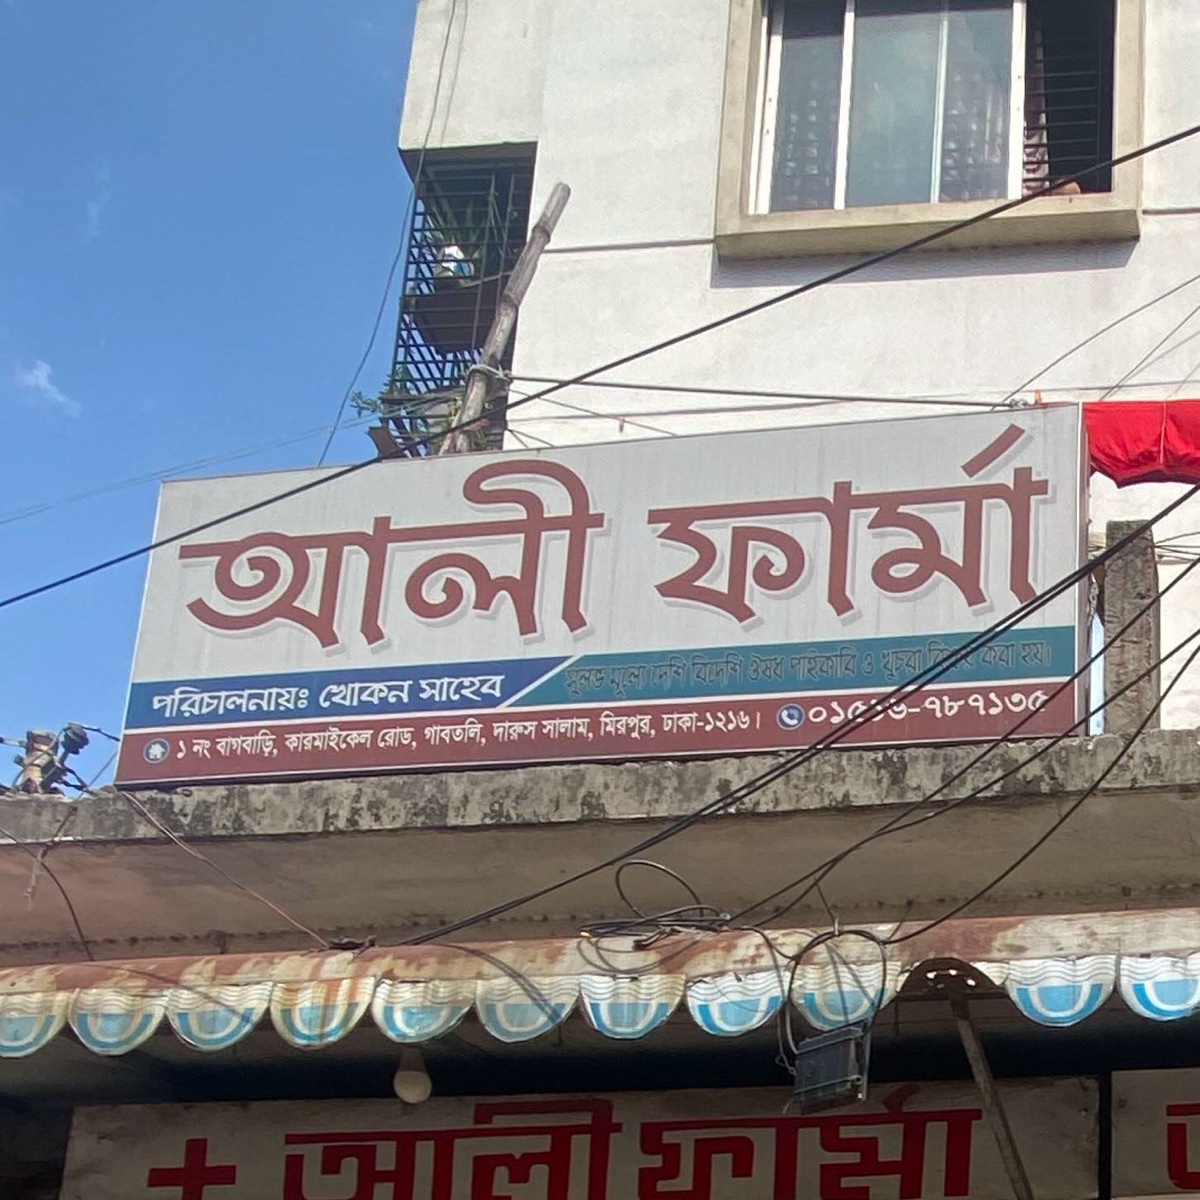 আলী ফার্মা
পরিচালনায়ঃ খোকন সাহেব
সুলভ মূল্যে দেশি বিদেশি ঔষধ পাইকারি ও খুচরা বিক্রয় করা হয়।
১ নং বাগবাড়ি, কারমাইকেল রোড, গাবতলি, দারুস সালাম, মিরপুর, ঢাকা-১২১৬।
+ আলী ফার্মা